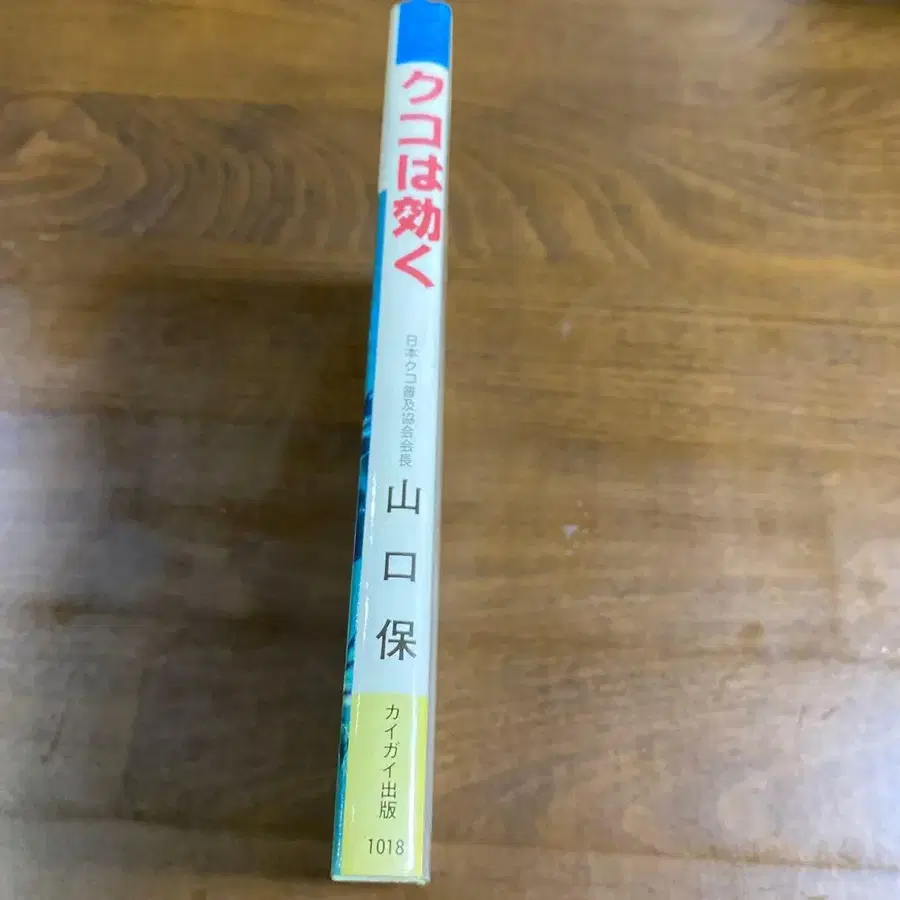 クコは効く
日本クコ普及協会会長
山口保
カイガイ出版
1018